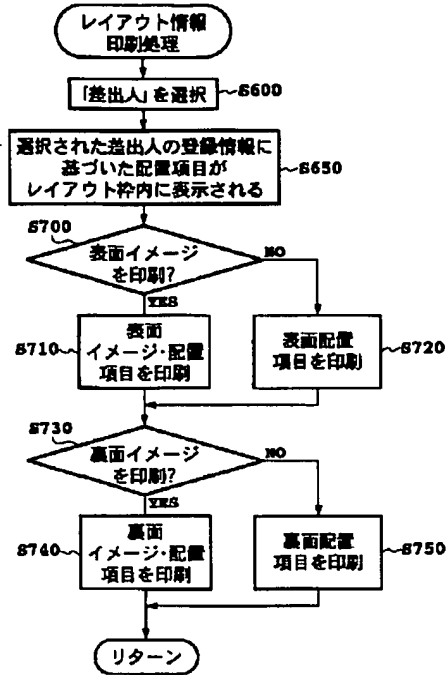 レイアウト情報
印刷処理
「差出人」を選択
S600
選択された差出人の登録情報に
基づいた配置項目が
レイアウト枠内に表示される
S650
S700
表面イメージ
を印刷?
NO
YES
S710
表面
イメージ・配置
項目を印刷
表面配置
項目を印刷
S720
S730
裏面イメージ
を印刷?
NO
YES
S740
裏面
イメージ・配置
項目を印刷
裏面配置
項目を印刷
S750
リターン